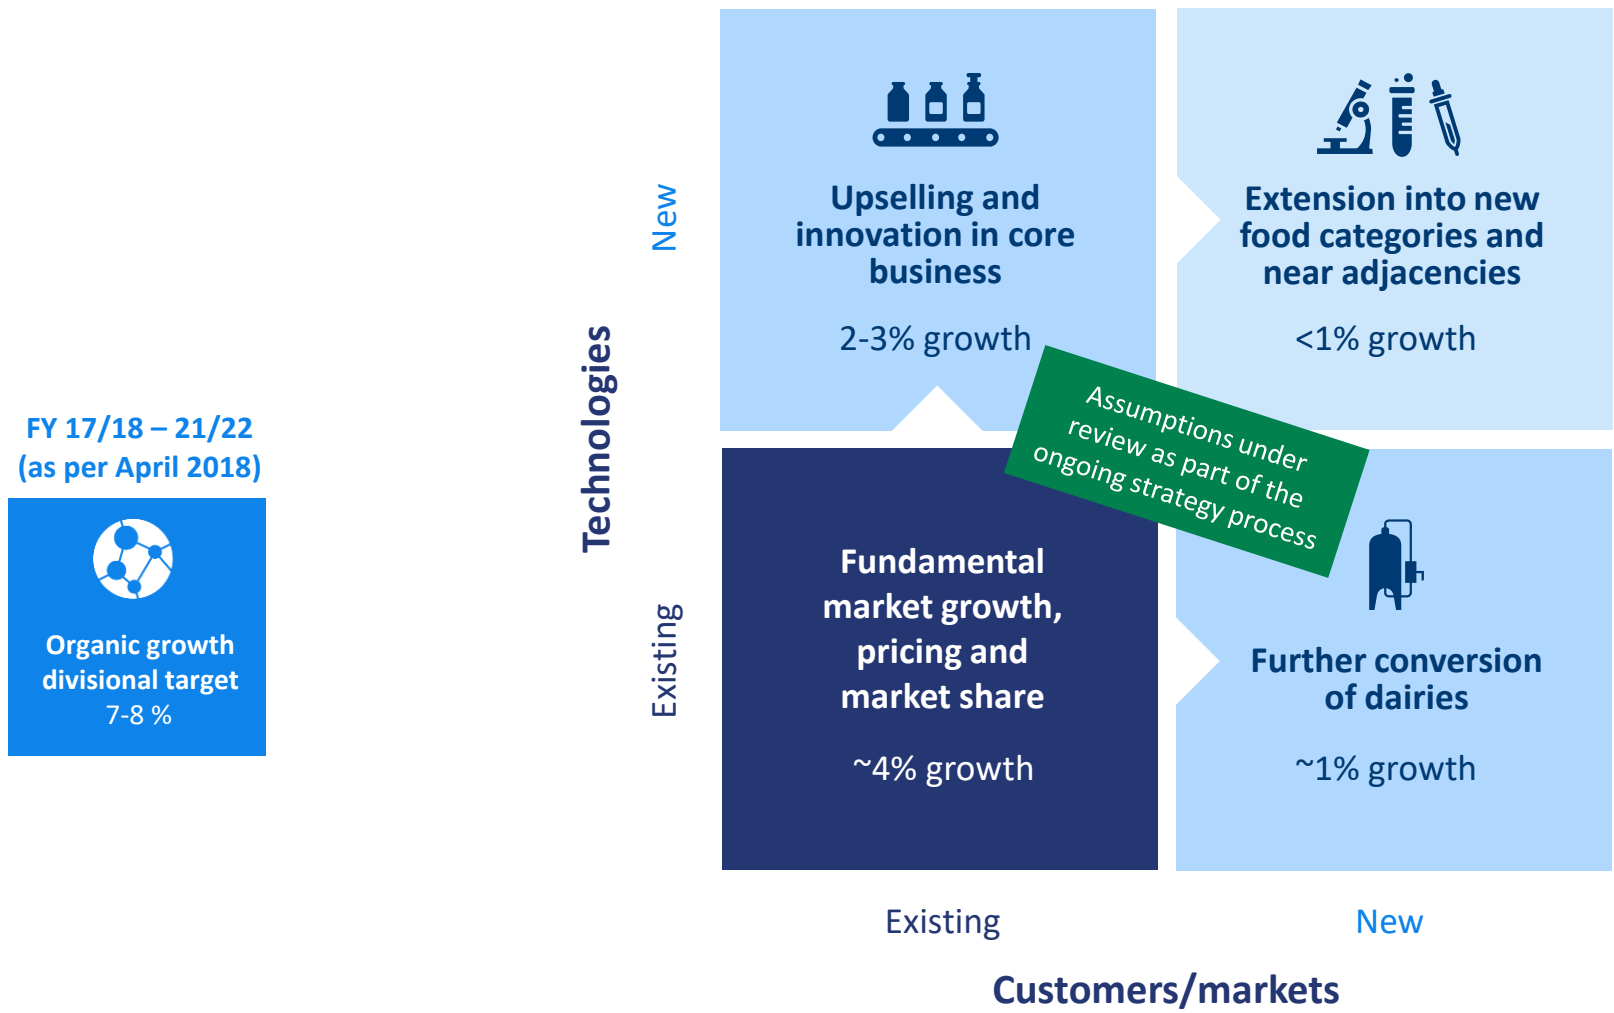 FY 17/18 – 21/22
(as per April 2018)
Organic growth
divisional target
7-8 %
Technologies
New
Existing
Upselling and
innovation in core
business
2-3% growth
Extension into new
food categories and
near adjacencies
<1% growth
Assumptions under
review as part of the
ongoing strategy process
Fundamental
market growth,
pricing and
market share
~4% growth
Further conversion
of dairies
~1% growth
Existing
New
Customers/markets